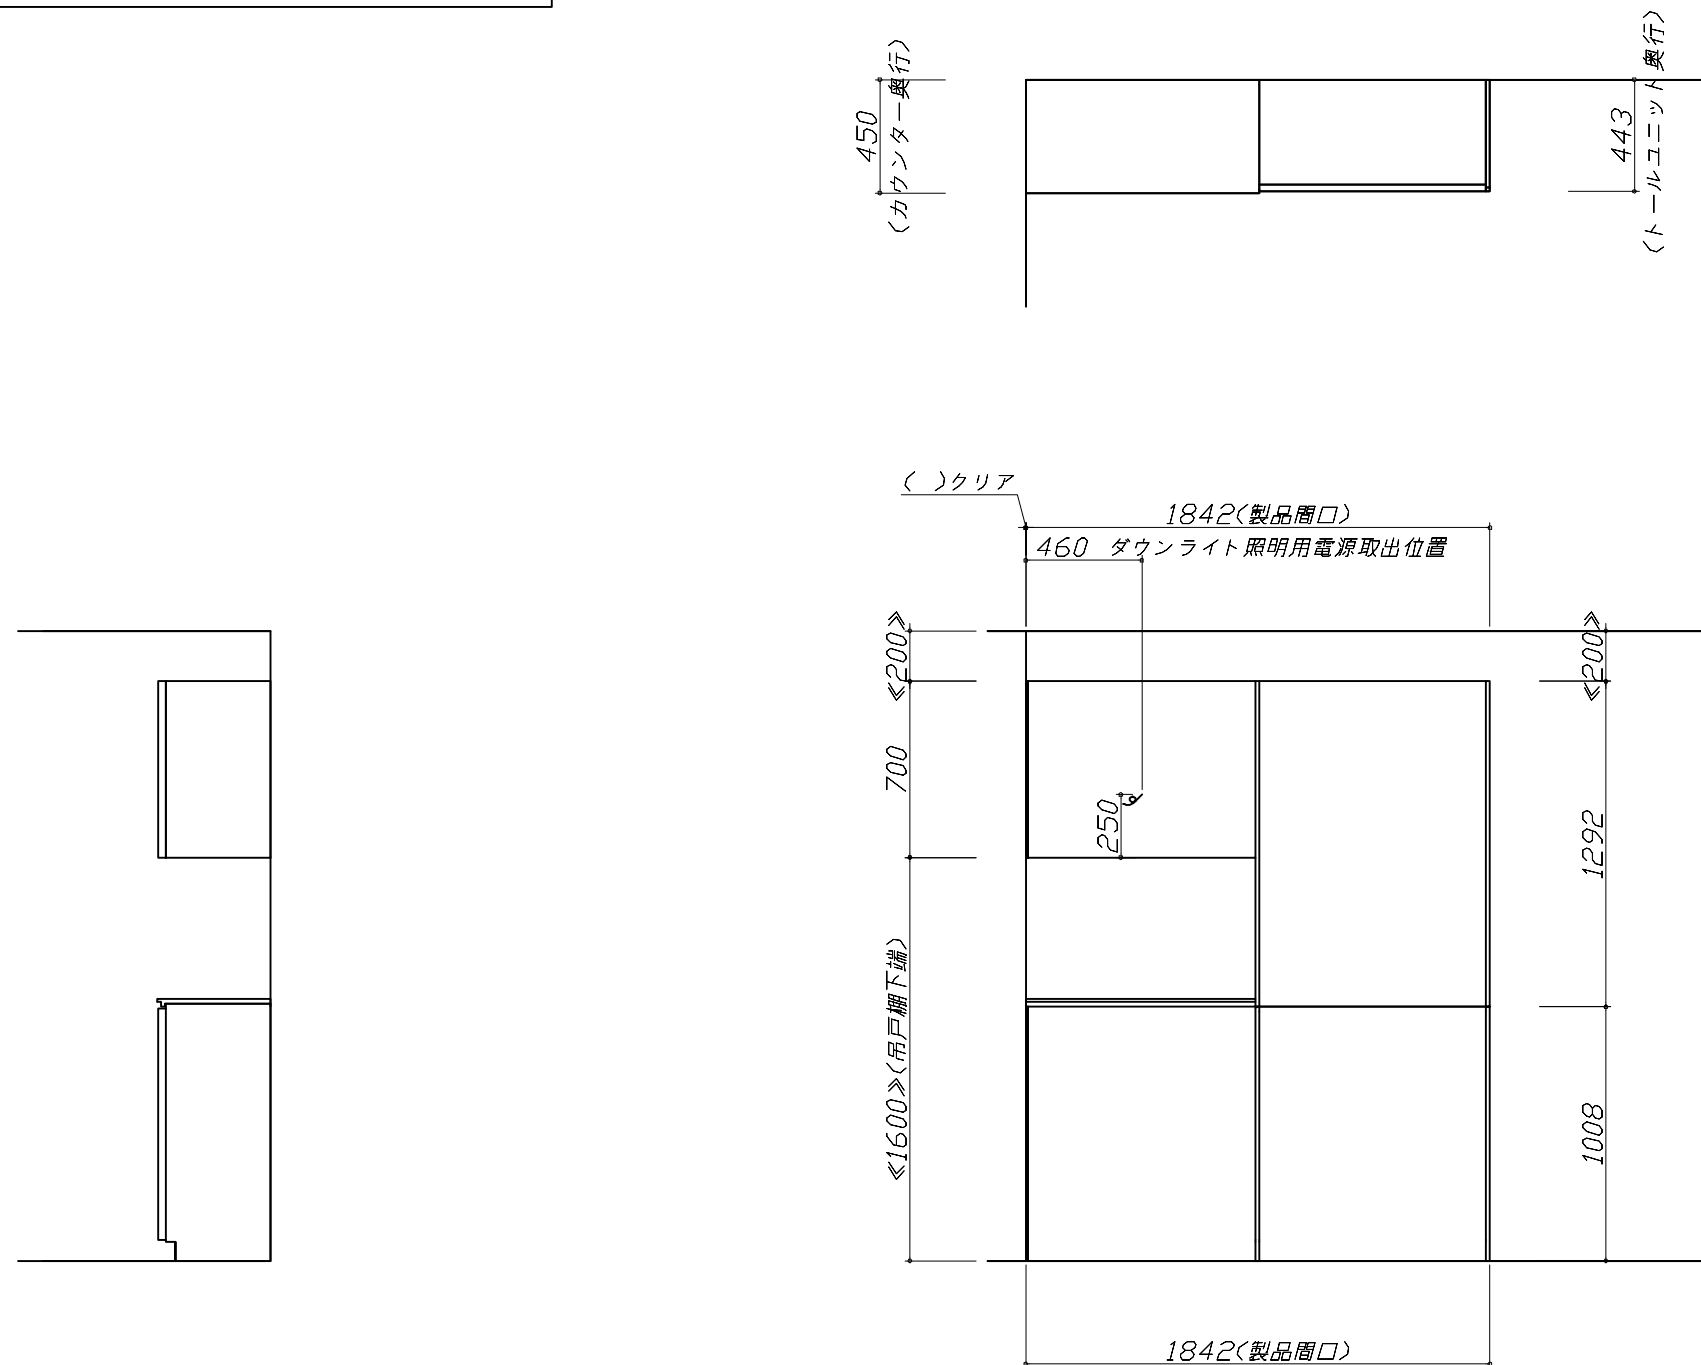 450
(カウンター奥行)
443
(トールユニット奥行)
( )クリア
1842(製品間口)
460 ダウンライト照明用電源取出位置
≪200≫
≪200≫
700
250
1292
≪1600≫(吊戸棚下端)
1008
1842(製品間口)